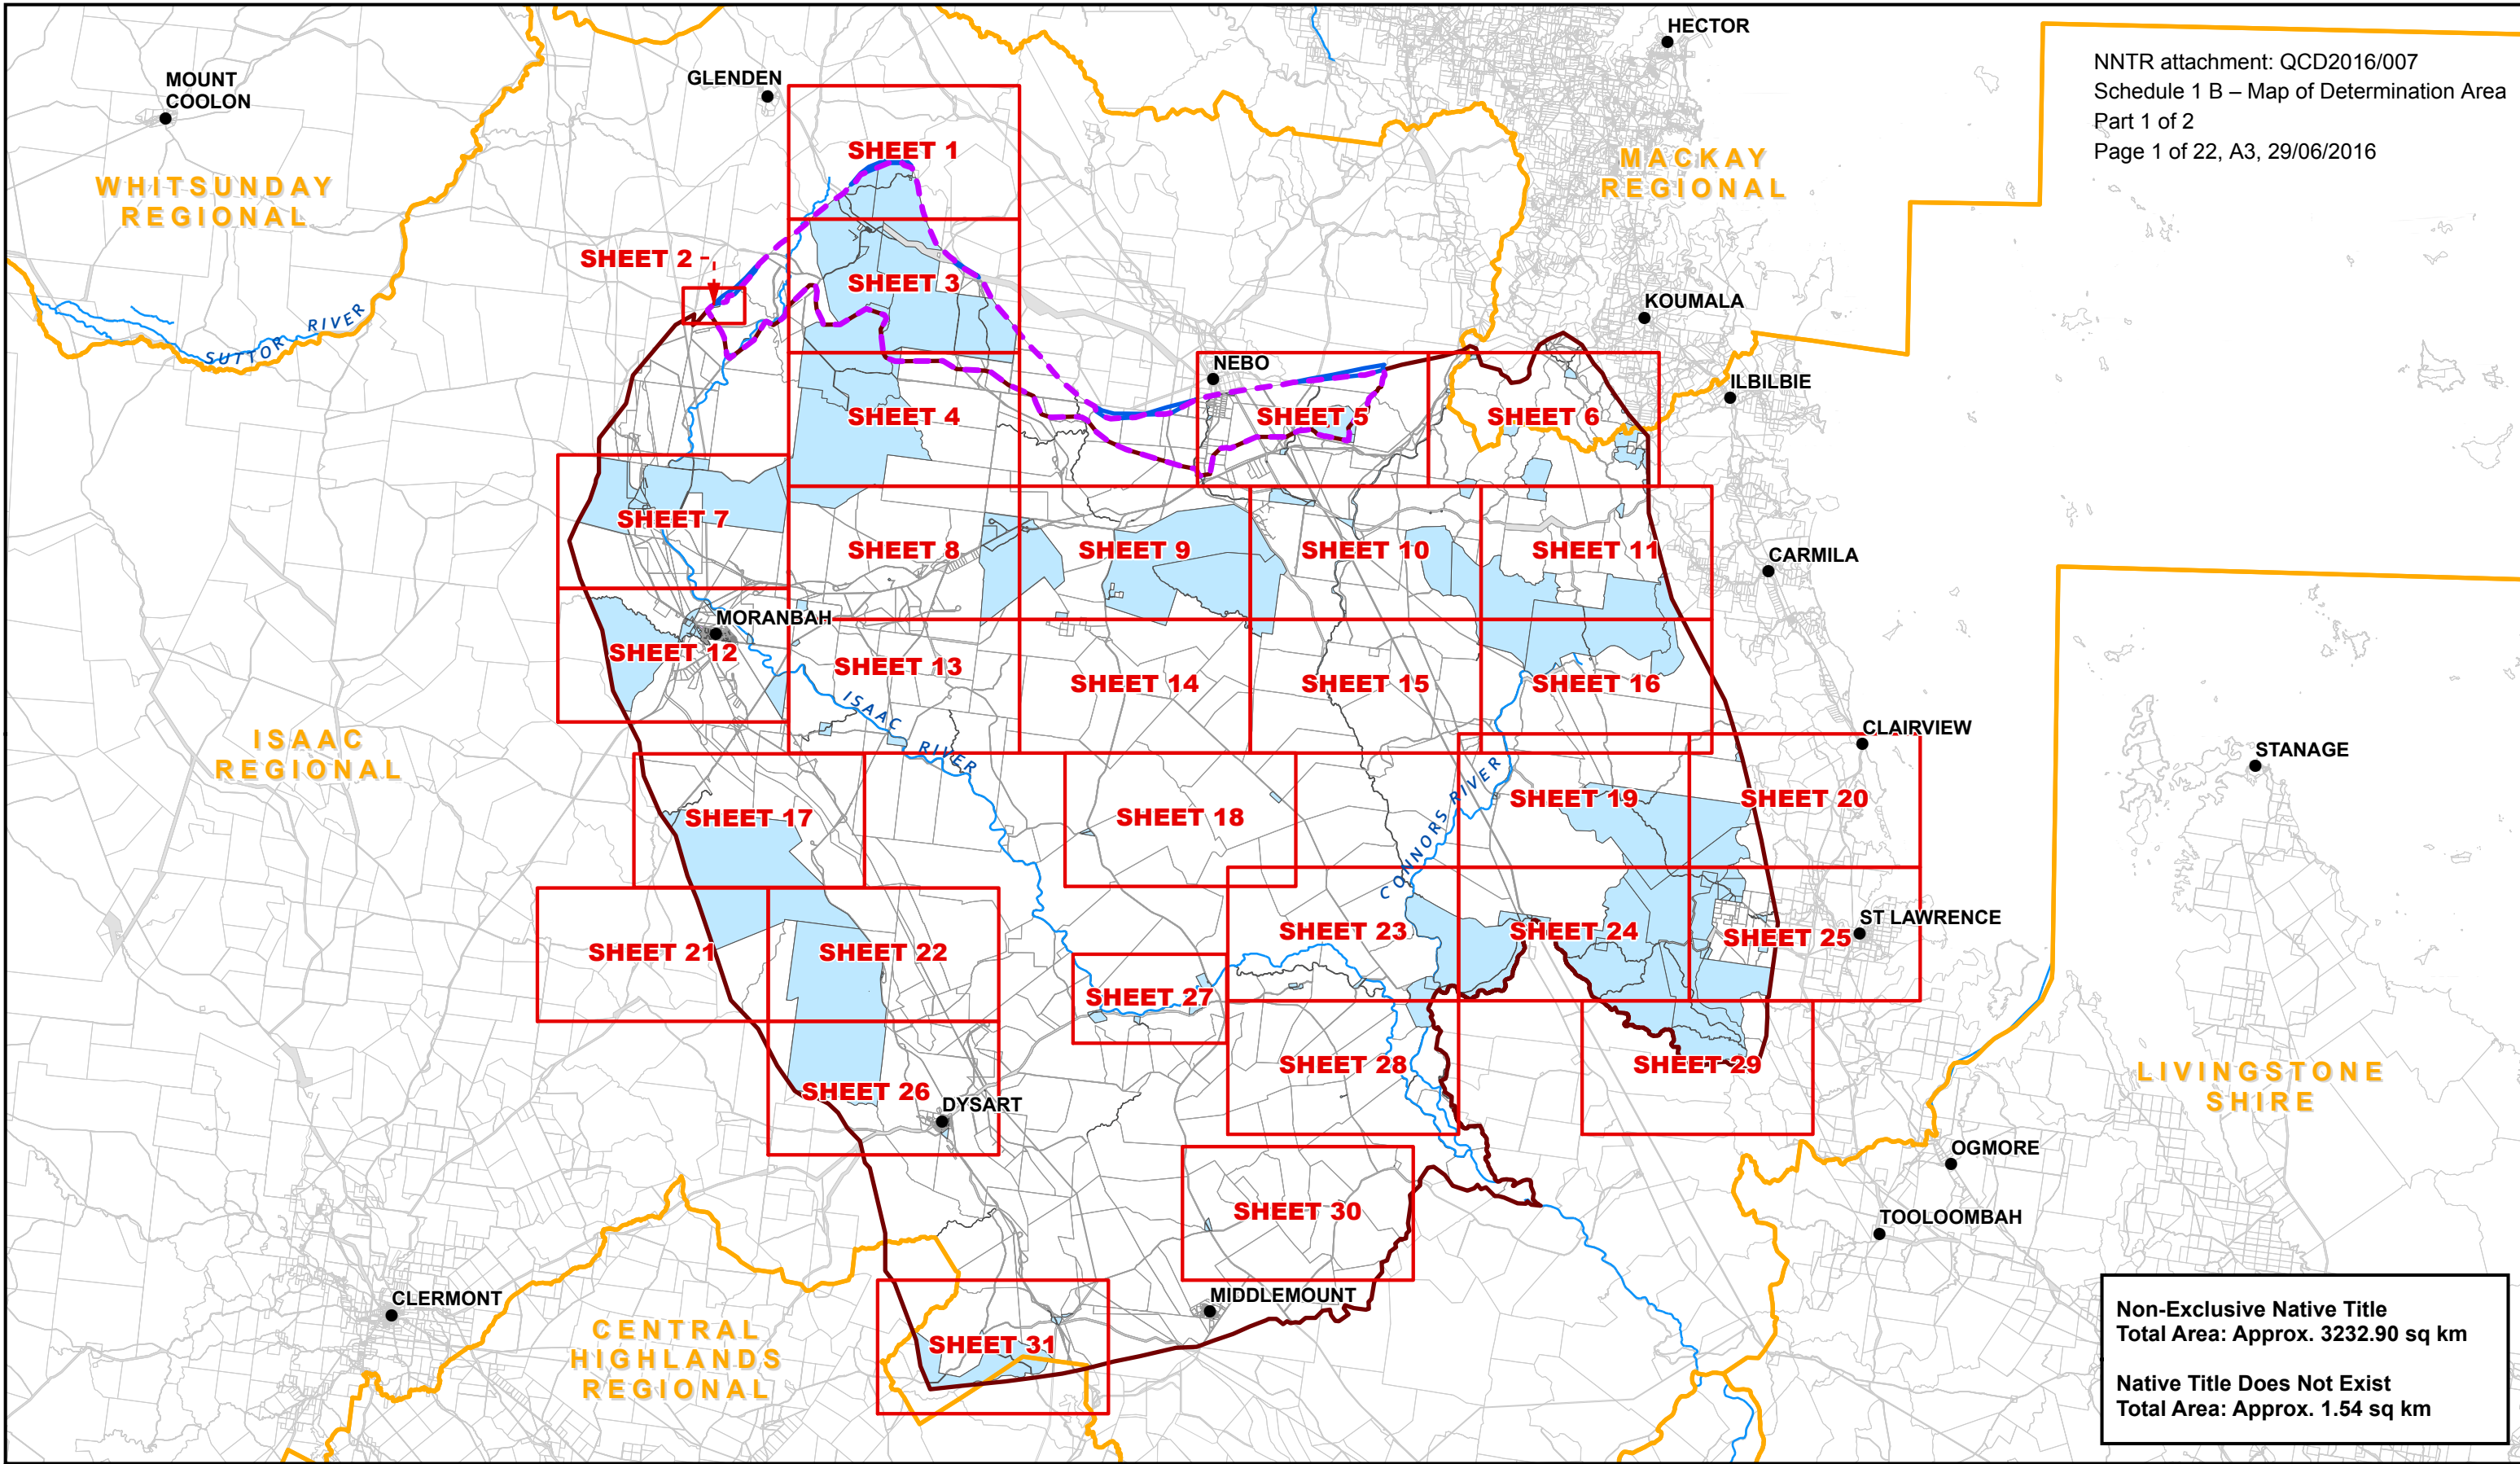 NNTR attachment: QCD2016/007
Schedule 1 B – Map of Determination Area
Part 1 of 2
Page 1 of 22, A3, 29/06/2016
HECTOR
MOUNT
COOLON
GLENDEN
WHITSUNDAY
REGIONAL
MACKAY
REGIONAL
SHEET 1
SHEET 2
SHEET 3
KOUMALA
SUTTOR RIVER
NEBO
ILBILBIE
SHEET 4
SHEET 5
SHEET 6
SHEET 7
SHEET 8
SHEET 9
SHEET 10
SHEET 11
CARMILA
MORANBAH
SHEET 12
SHEET 13
SHEET 14
SHEET 15
SHEET 16
ISAAC RIVER
ISAAC
REGIONAL
CLAIRVIEW
STANAGE
CONNORS RIVER
SHEET 17
SHEET 18
SHEET 19
SHEET 20
ST LAWRENCE
SHEET 21
SHEET 22
SHEET 23
SHEET 24
SHEET 25
SHEET 27
SHEET 26
SHEET 28
SHEET 29
LIVINGSTONE
SHIRE
DYSART
OGMORE
SHEET 30
TOOLOOMBAH
CLERMONT
MIDDLEMOUNT
CENTRAL
HIGHLANDS
REGIONAL
SHEET 31
Non-Exclusive Native Title
Total Area: Approx. 3232.90 sq km
Native Title Does Not Exist
Total Area: Approx. 1.54 sq km